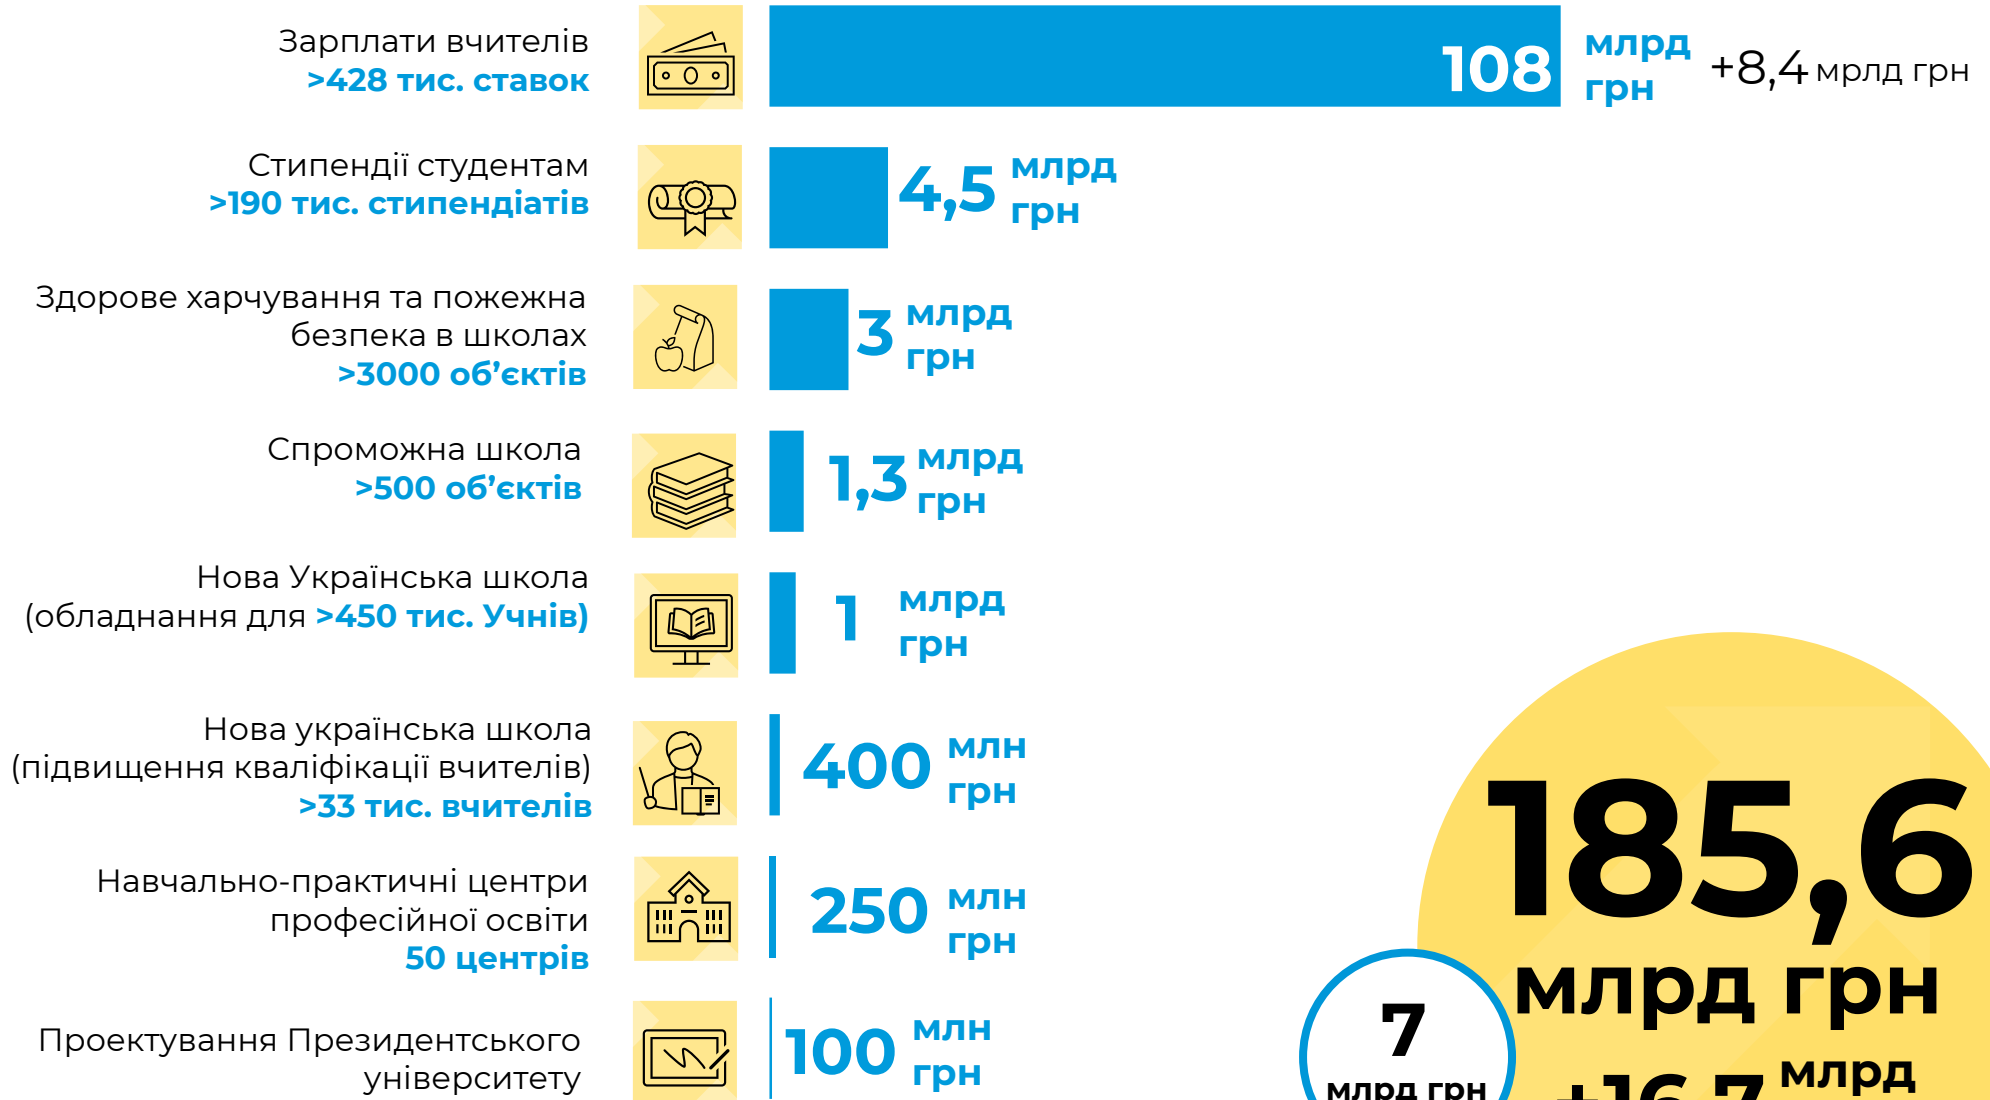 Зарплати вчителів
>428 тис. ставок
108 млрд грн +8,4 мрлд грн
Стипендії студентам
>190 тис. стипендіатів
4,5 млрд грн
Здорове харчування та пожежна
безпека в школах
>3000 об’єктів
3 млрд грн
Спроможна школа
>500 об’єктів
1,3 млрд грн
Нова Українська школа
(обладнання для >450 тис. Учнів)
1 млрд грн
Нова українська школа
(підвищення кваліфікації вчителів)
>33 тис. вчителів
400 млн грн
Навчально-практичні центри
професійної освіти
50 центрів
250 млн грн
Проектування Президентського
університету
100 млн грн
185,6
млрд грн
+16,7 млрд
7
млрд грн